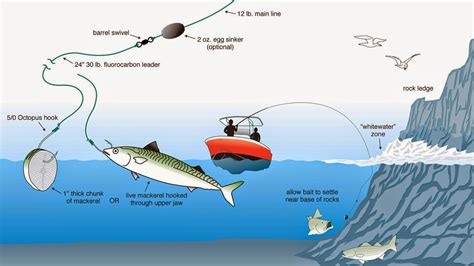 12 lb. main line
barrel swivel
2 oz. egg sinker
(optional)
24" 30 lb. fluorocarbon leader
rock ledge
5/0 Octopus hook
"whitewater"
zone
1" thick chunk
of mackerel
OR
live mackerel hooked
through upper jaw
allow bait to settle
near base of rocks